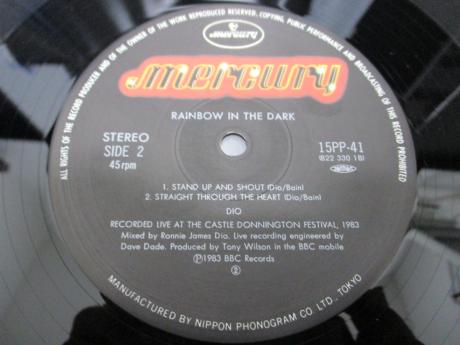 ALL RIGHTS OF THE RECORD PRODUCER AND OF THE OWNER OF THE WORK REPRODUCED RESERVED. COPYING, PUBLIC PERFORMANCE AND BROADCASTING OF THIS RECORD PROHIBITED
mercury
mercury
RAINBOW IN THE DARK
STEREO
SIDE 2
45rpm
15PP-41
(822 330 1B)
1. STAND UP AND SHOUT (Dio/Bain)
2: STRAIGHT THROUGH THE HEART (Dio/Bain)
DIO
RECORDED LIVE AT THE CASTLE DONNINGTON FESTIVAL, 1983
Mixed by Ronnie James Dio. Live recording engineered by
Dave Dade. Produced by Tony Wilson in the BBC mobile
Ⓟ1983 BBC Records
②
MANUFACTURED BY NIPPON PHONOGRAM CO. LTD., TOKYO